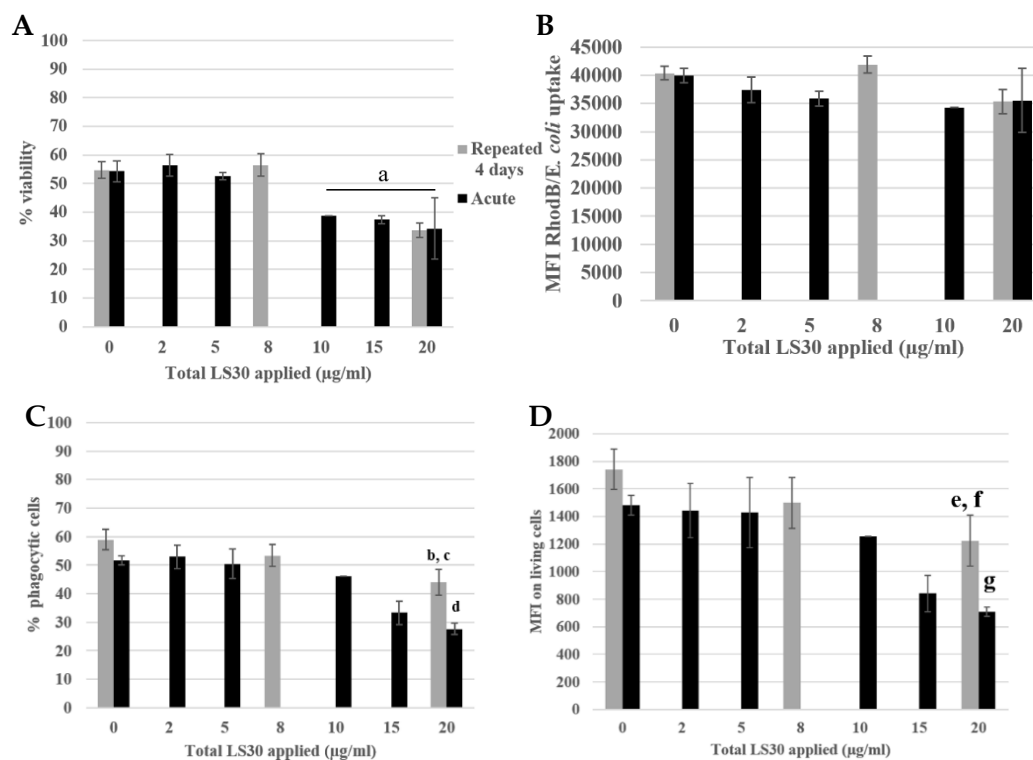 A
100
90
80
70
60
50
40
30
20
10
0
% viability
a
0 2 5 8 10 15 20
Total LS30 applied (µg/ml)
Repeated
4 days
Acute
B
45000
40000
35000
30000
25000
20000
15000
10000
5000
0
MFI RhodB/E. coli uptake
0 2 5 8 10 20
Total LS30 applied (µg/ml)
C
100
90
80
70
60
50
40
30
20
10
0
% phagocytic cells
b, c
d
0 2 5 8 10 15 20
Total LS30 applied (µg/ml)
D
2000
1800
1600
1400
1200
1000
800
600
400
200
0
MFI on living cells
e, f
g
0 2 5 8 10 15 20
Total LS30 applied (µg/ml)